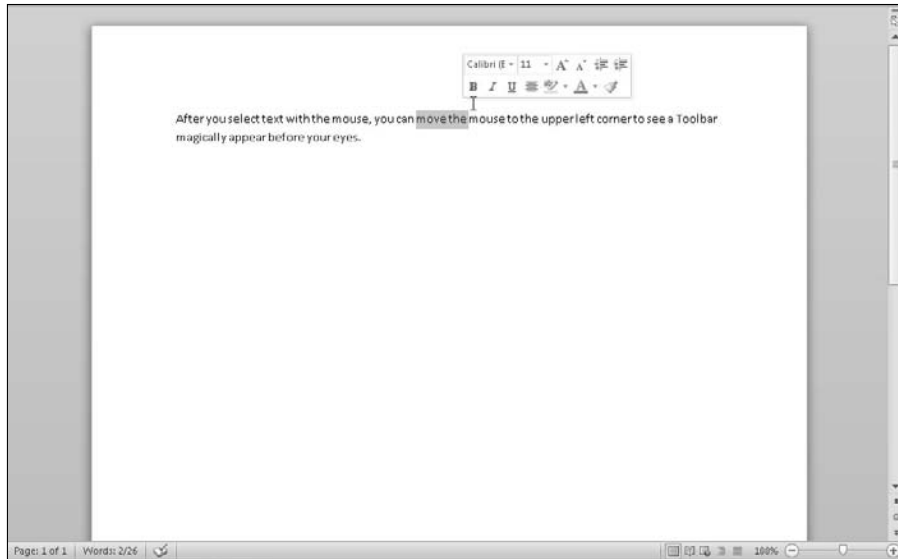 Calibri (E 11 A A
B I U A
After you select text with the mouse, you can move the mouse to the upper left corner to see a Toolbar
magically appear before your eyes.
Page: 1 of 1 Words: 2/26 100%